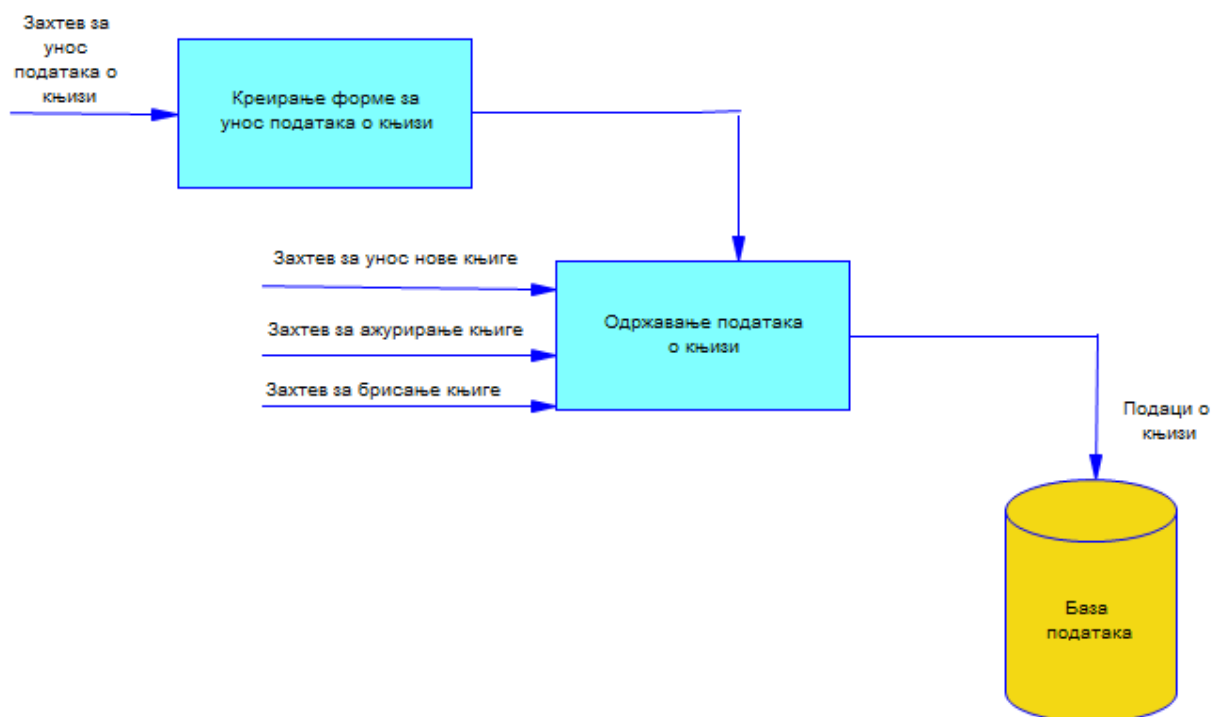 Захтев за
унос
података о
књизи
Креирање форме за
унос података о књизи
Захтев за унос нове књиге
Захтев за ажурирање књиге
Захтев за брисање књиге
Одржавање података
о књизи
Подаци о
књизи
База
података